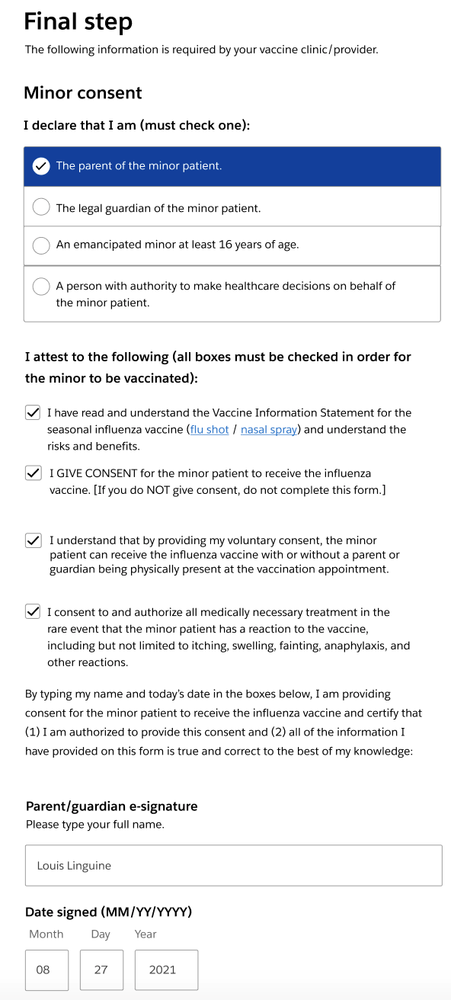 Final step
The following information is required by your vaccine clinic/provider.
Minor consent
I declare that I am (must check one):
The parent of the minor patient.
The legal guardian of the minor patient.
An emancipated minor at least 16 years of age.
A person with authority to make healthcare decisions on behalf of
the minor patient.
I attest to the following (all boxes must be checked in order for
the minor to be vaccinated):
I have read and understand the Vaccine Information Statement for the
seasonal influenza vaccine (flu shot / nasal spray) and understand the
risks and benefits.
I GIVE CONSENT for the minor patient to receive the influenza
vaccine. [If you do NOT give consent, do not complete this form.]
I understand that by providing my voluntary consent, the minor
patient can receive the influenza vaccine with or without a parent or
guardian being physically present at the vaccination appointment.
I consent to and authorize all medically necessary treatment in the
rare event that the minor patient has a reaction to the vaccine,
including but not limited to itching, swelling, fainting, anaphylaxis, and
other reactions.
By typing my name and today's date in the boxes below, I am providing
consent for the minor patient to receive the influenza vaccine and certify that
(1) I am authorized to provide this consent and (2) all of the information I
have provided on this form is true and correct to the best of my knowledge:
Parent/guardian e-signature
Please type your full name.
Louis Linguine
Date signed (MM/YY/YYYY)
Month Day Year
08 27 2021